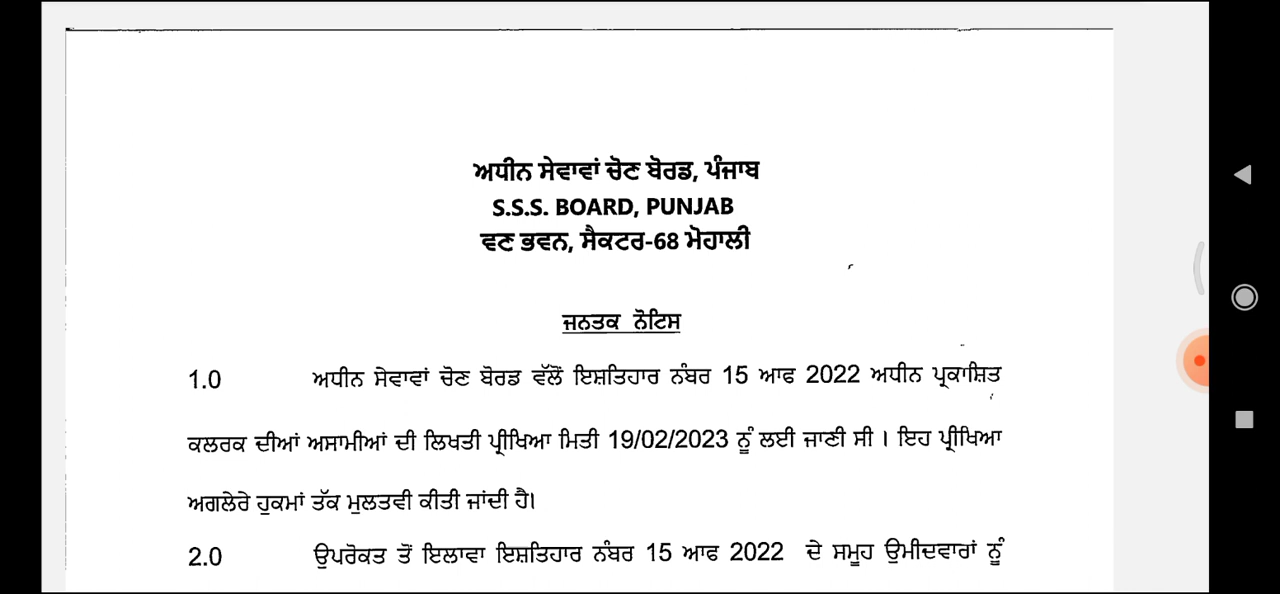 ਅਧੀਨ ਸੇਵਾਵਾਂ ਚੋਣ ਬੋਰਡ, ਪੰਜਾਬ
S.S.S. BOARD, PUNJAB
ਵਣ ਭਵਨ, ਸੈਕਟਰ-68 ਮੋਹਾਲੀ
ਜਨਤਕ ਨੋਟਿਸ
1.0 ਅਧੀਨ ਸੇਵਾਵਾਂ ਚੋਣ ਬੋਰਡ ਵੱਲੋਂ ਇਸ਼ਤਿਹਾਰ ਨੰਬਰ 15 ਆਫ 2022 ਅਧੀਨ ਪ੍ਰਕਾਸ਼ਿਤ
ਕਲਰਕ ਦੀਆਂ ਅਸਾਮੀਆਂ ਦੀ ਲਿਖਤੀ ਪ੍ਰੀਖਿਆ ਮਿਤੀ 19/02/2023 ਨੂੰ ਲਈ ਜਾਣੀ ਸੀ । ਇਹ ਪ੍ਰੀਖਿਆ
ਅਗਲੇਰੇ ਹੁਕਮਾਂ ਤੱਕ ਮੁਲਤਵੀ ਕੀਤੀ ਜਾਂਦੀ ਹੈ।
2.0 ਉਪਰੋਕਤ ਤੋਂ ਇਲਾਵਾ ਇਸ਼ਤਿਹਾਰ ਨੰਬਰ 15 ਆਫ 2022 ਦੇ ਸਮੂਹ ਉਮੀਦਵਾਰਾਂ ਨੂੰ